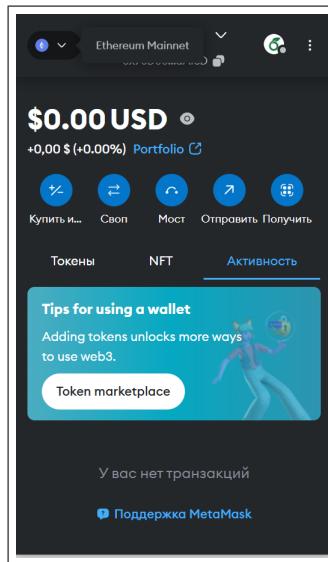 Ethereum Mainnet
$0.00 USD
+0,00 $ (+0.00%) Portfolio
Купить и... Своп Мост Отправить Получить
Токены NFT Активность
Tips for using a wallet
Adding tokens unlocks more ways
to use web3.
Token marketplace
У вас нет транзакций
Поддержка MetaMask